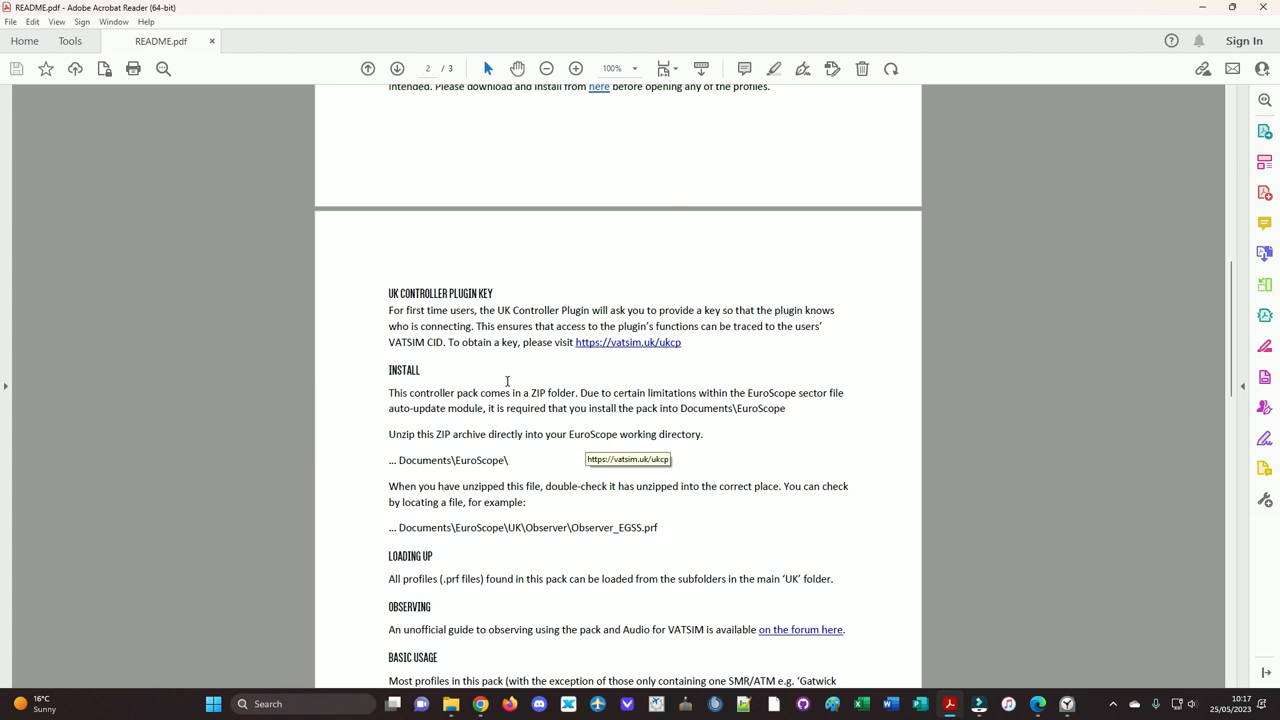 README.pdf - Adobe Acrobat Reader (64-bit)
File Edit View Sign Window Help
Home Tools README.pdf × Sign In
2 / 3 100%
intended. Please download and install from here before opening any of the profiles.
UK CONTROLLER PLUGIN KEY
For first time users, the UK Controller Plugin will ask you to provide a key so that the plugin knows
who is connecting. This ensures that access to the plugin's functions can be traced to the users'
VATSIM CID. To obtain a key, please visit https://vatsim.uk/ukcp
INSTALL
This controller pack comes in a ZIP folder. Due to certain limitations within the EuroScope sector file
auto-update module, it is required that you install the pack into Documents\EuroScope
Unzip this ZIP archive directly into your EuroScope working directory.
... Documents\EuroScope\
https://vatsim.uk/ukcp
When you have unzipped this file, double-check it has unzipped into the correct place. You can check
by locating a file, for example:
... Documents\EuroScope\UK\Observer\Observer_EGSS.prf
LOADING UP
All profiles (.prf files) found in this pack can be loaded from the subfolders in the main 'UK' folder.
OBSERVING
An unofficial guide to observing using the pack and Audio for VATSIM is available on the forum here.
BASIC USAGE
Most profiles in this pack (with the exception of those only containing one SMR/ATM e.g. 'Gatwick
16°C
Sunny
Search
10:17
25/05/2023